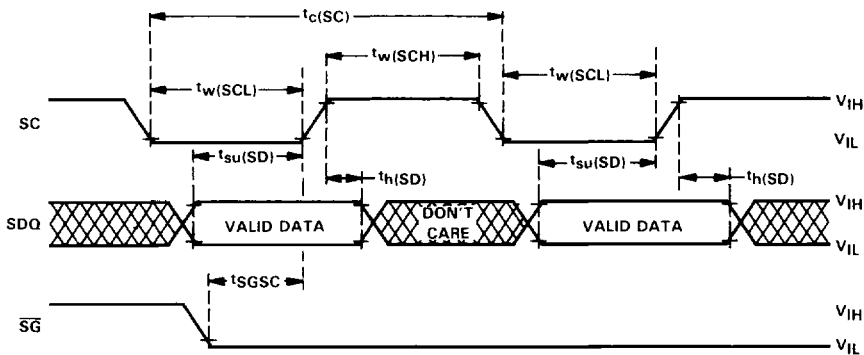 tc(SC)
tw(SCH)
tw(SCL) tw(SCL)
SC VIH
VIL
tsu(SD) tsu(SD)
th(SD) th(SD)
SDQ VALID DATA DON'T CARE VALID DATA VIH
VIL
tSGSC
SG VIH
VIL